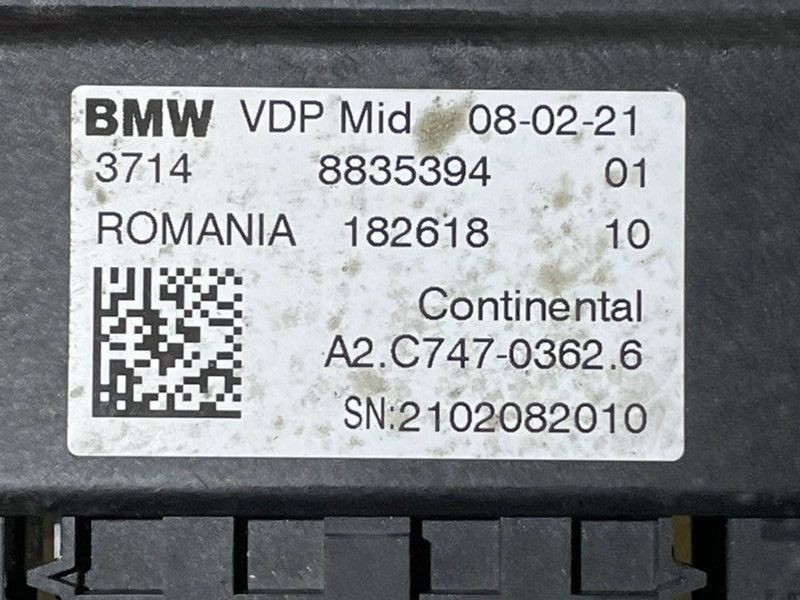 BMW VDP Mid 08-02-21
3714 8835394 01
ROMANIA 182618 10
Continental
A2.C747-0362.6
SN:2102082010